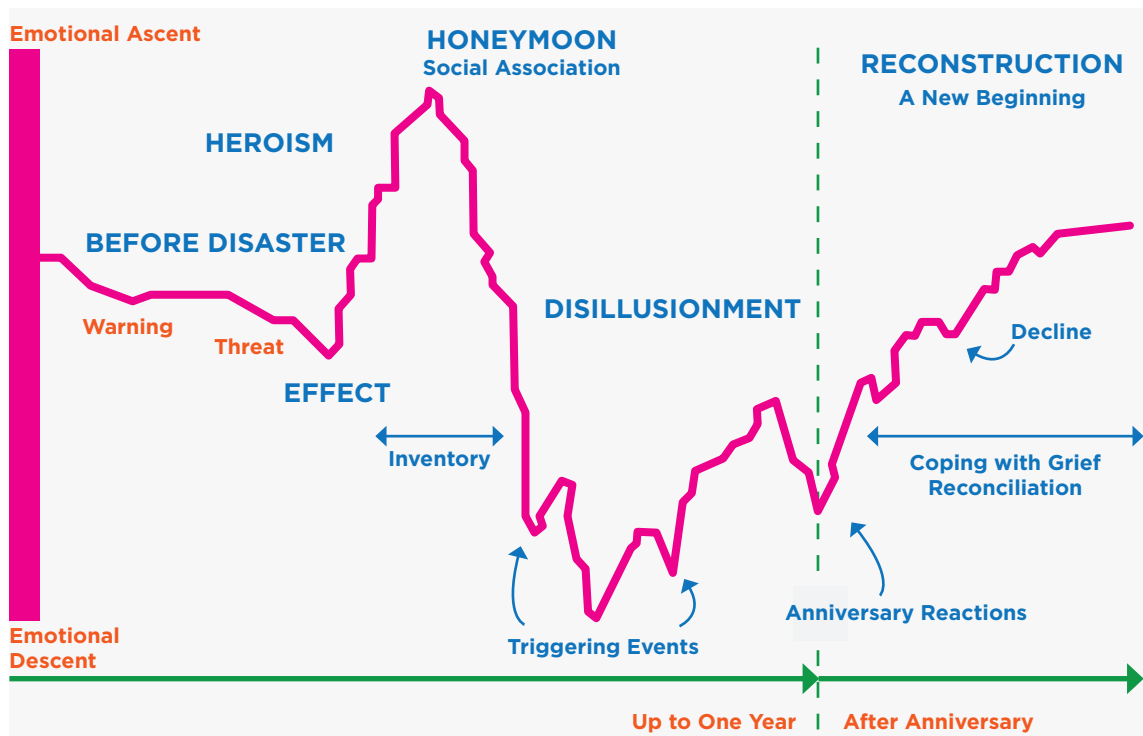 Emotional Ascent
HONEYMOON
Social Association
RECONSTRUCTION
A New Beginning
HEROISM
BEFORE DISASTER
Warning
Threat
DISILLUSIONMENT
Decline
EFFECT
Inventory
Coping with Grief
Reconciliation
Anniversary Reactions
Triggering Events
Emotional
Descent
Up to One Year
After Anniversary